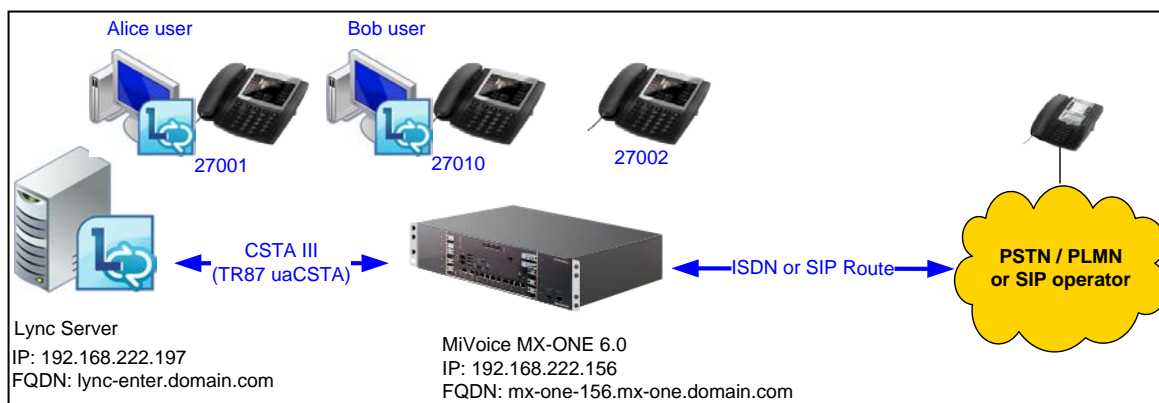 Alice user
Bob user
27001
27010
27002
CSTA III
(TR87 uaCSTA)
ISDN or SIP Route
PSTN / PLMN
or SIP operator
Lync Server
IP: 192.168.222.197
FQDN: lync-enter.domain.com
MiVoice MX-ONE 6.0
IP: 192.168.222.156
FQDN: mx-one-156.mx-one.domain.com